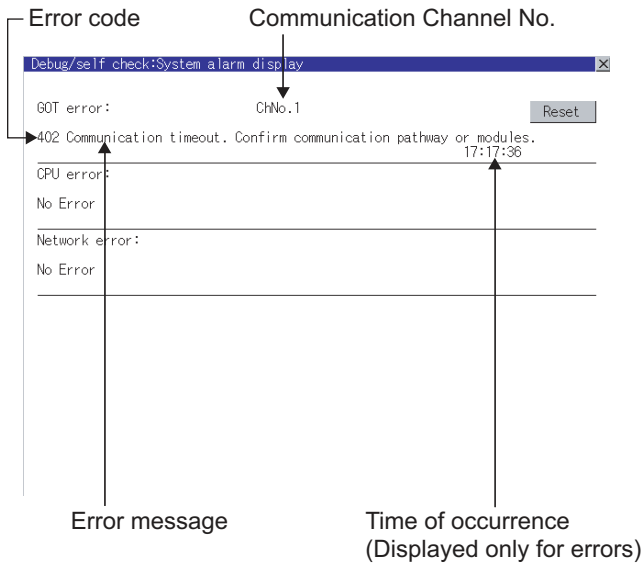 Error code
Communication Channel No.
Debug/self check:System alarm display
GOT error: ChNo.1 Reset
402 Communication timeout. Confirm communication pathway or modules.
17:17:36
CPU error:
No Error
Network error:
No Error
Error message
Time of occurrence
(Displayed only for errors)